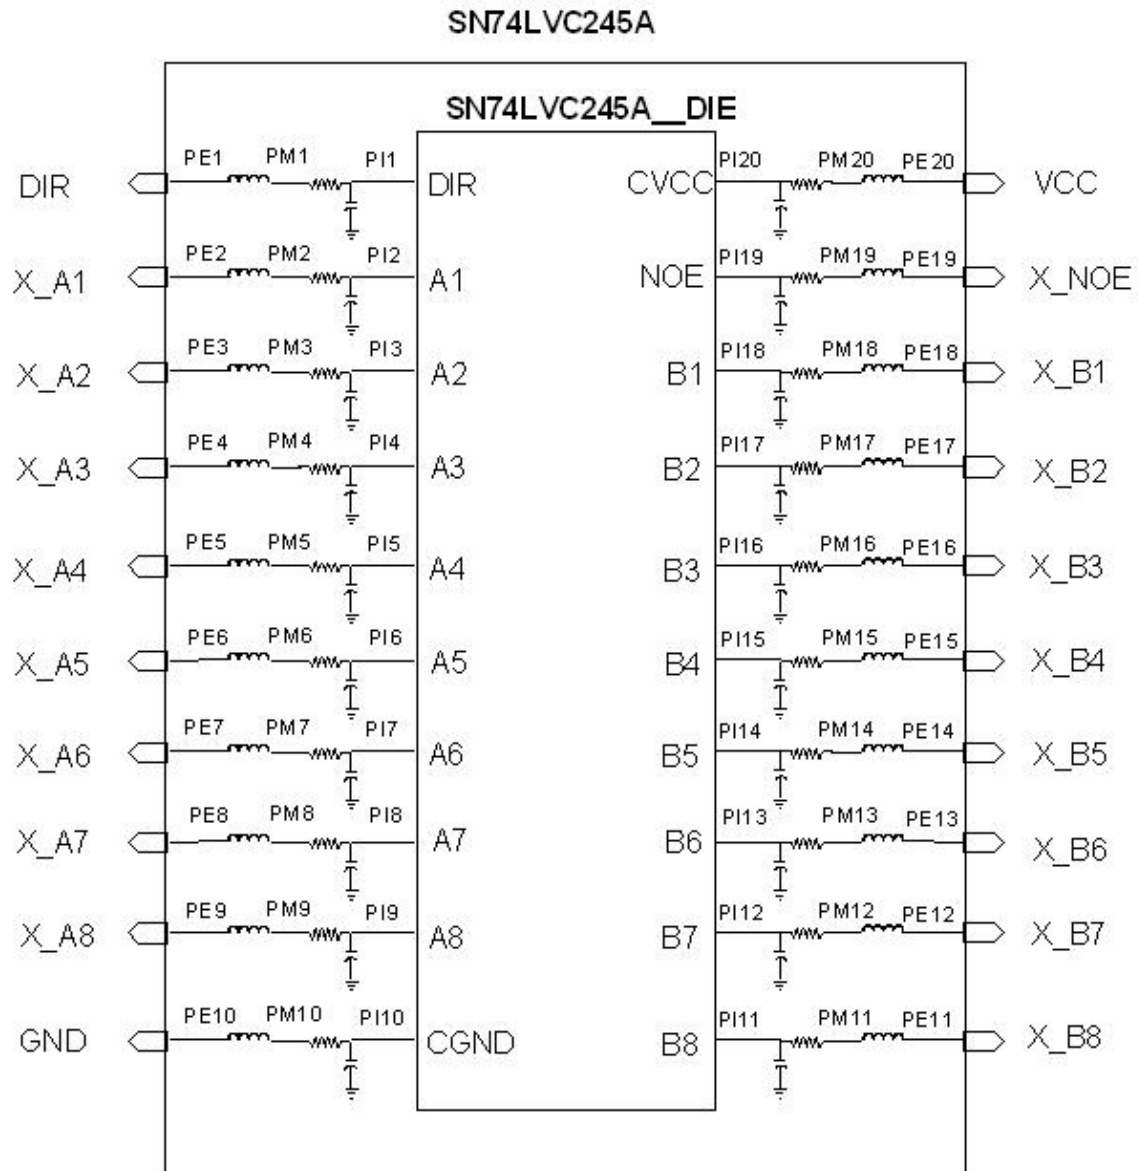 SN74LVC245A
SN74LVC245A__DIE
PE1 PM1 PI1 PI20 PM20 PE20
DIR DIR CVCC VCC
PE2 PM2 PI2 PI19 PM19 PE19
X_A1 A1 NOE X_NOE
PE3 PM3 PI3 PI18 PM18 PE18
X_A2 A2 B1 X_B1
PE4 PM4 PI4 PI17 PM17 PE17
X_A3 A3 B2 X_B2
PE5 PM5 PI5 PI16 PM16 PE16
X_A4 A4 B3 X_B3
PE6 PM6 PI6 PI15 PM15 PE15
X_A5 A5 B4 X_B4
PE7 PM7 PI7 PI14 PM14 PE14
X_A6 A6 B5 X_B5
PE8 PM8 PI8 PI13 PM13 PE13
X_A7 A7 B6 X_B6
PE9 PM9 PI9 PI12 PM12 PE12
X_A8 A8 B7 X_B7
PE10 PM10 PI10 PI11 PM11 PE11
GND CGND B8 X_B8